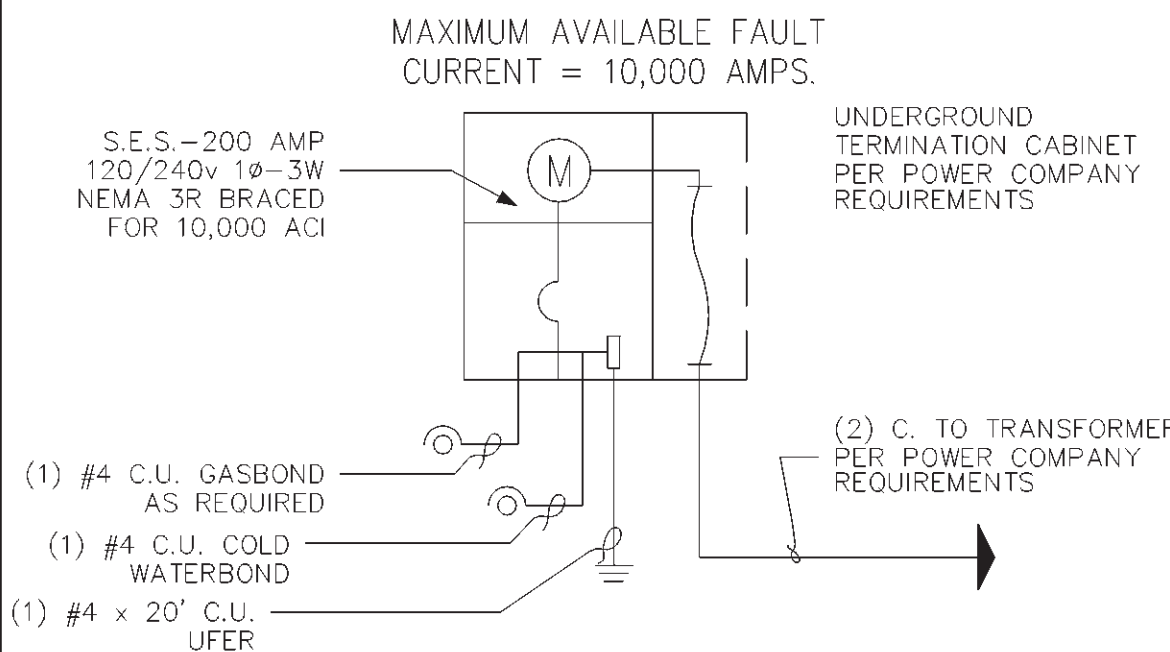 MAXIMUM AVAILABLE FAULT
CURRENT = 10,000 AMPS.
S.E.S.-200 AMP
120/240v 1ø-3W
NEMA 3R BRACED
FOR 10,000 ACI
M
UNDERGROUND
TERMINATION CABINET
PER POWER COMPANY
REQUIREMENTS
(2) C. TO TRANSFORMER
PER POWER COMPANY
REQUIREMENTS
(1) #4 C.U. GASBOND
AS REQUIRED
(1) #4 C.U. COLD
WATERBOND
(1) #4 x 20' C.U.
UFER